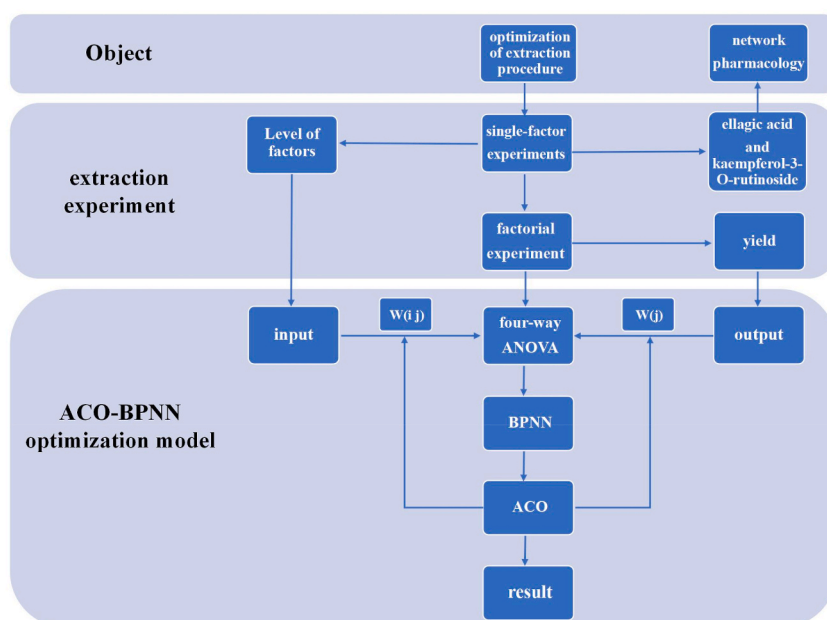 Object
optimization
of extraction
procedure
network
pharmacology
extraction
experiment
Level of
factors
single-factor
experiments
ellagic acid
and
kaempferol-3-
O-rutinoside
factorial
experiment
yield
ACO-BPNN
optimization model
input
W(i j)
four-way
ANOVA
W(j)
output
BPNN
ACO
result